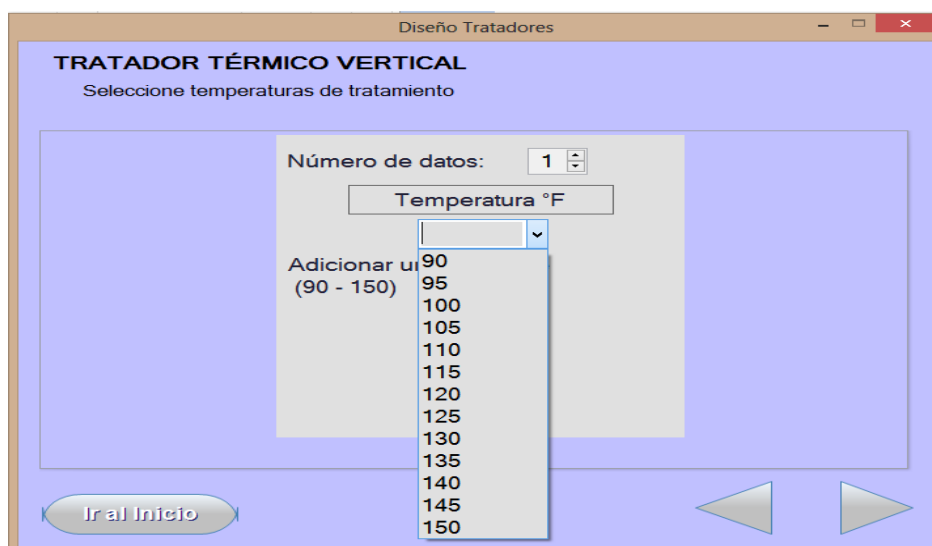 Diseño Tratadores
TRATADOR TÉRMICO VERTICAL
Seleccione temperaturas de tratamiento
Número de datos: 1
Temperatura °F
Adicionar
(90 - 150)
90
95
100
105
110
115
120
125
130
135
140
145
150
Ir al Inicio